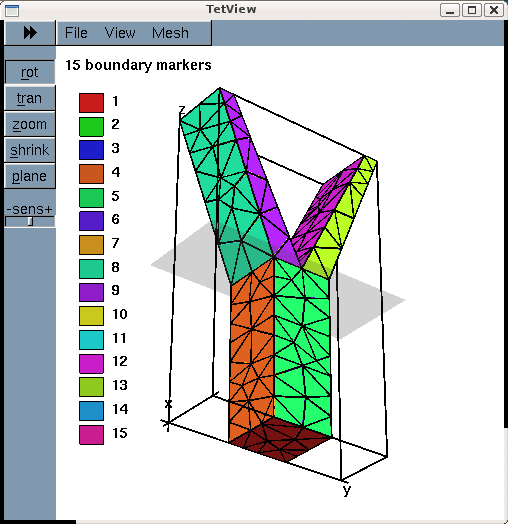 TetView
File View Mesh
15 boundary markers
rot
tran
zoom
shrink
plane
-sens+
1
2
3
4
5
6
7
8
9
10
11
12
13
14
15
z
x
y